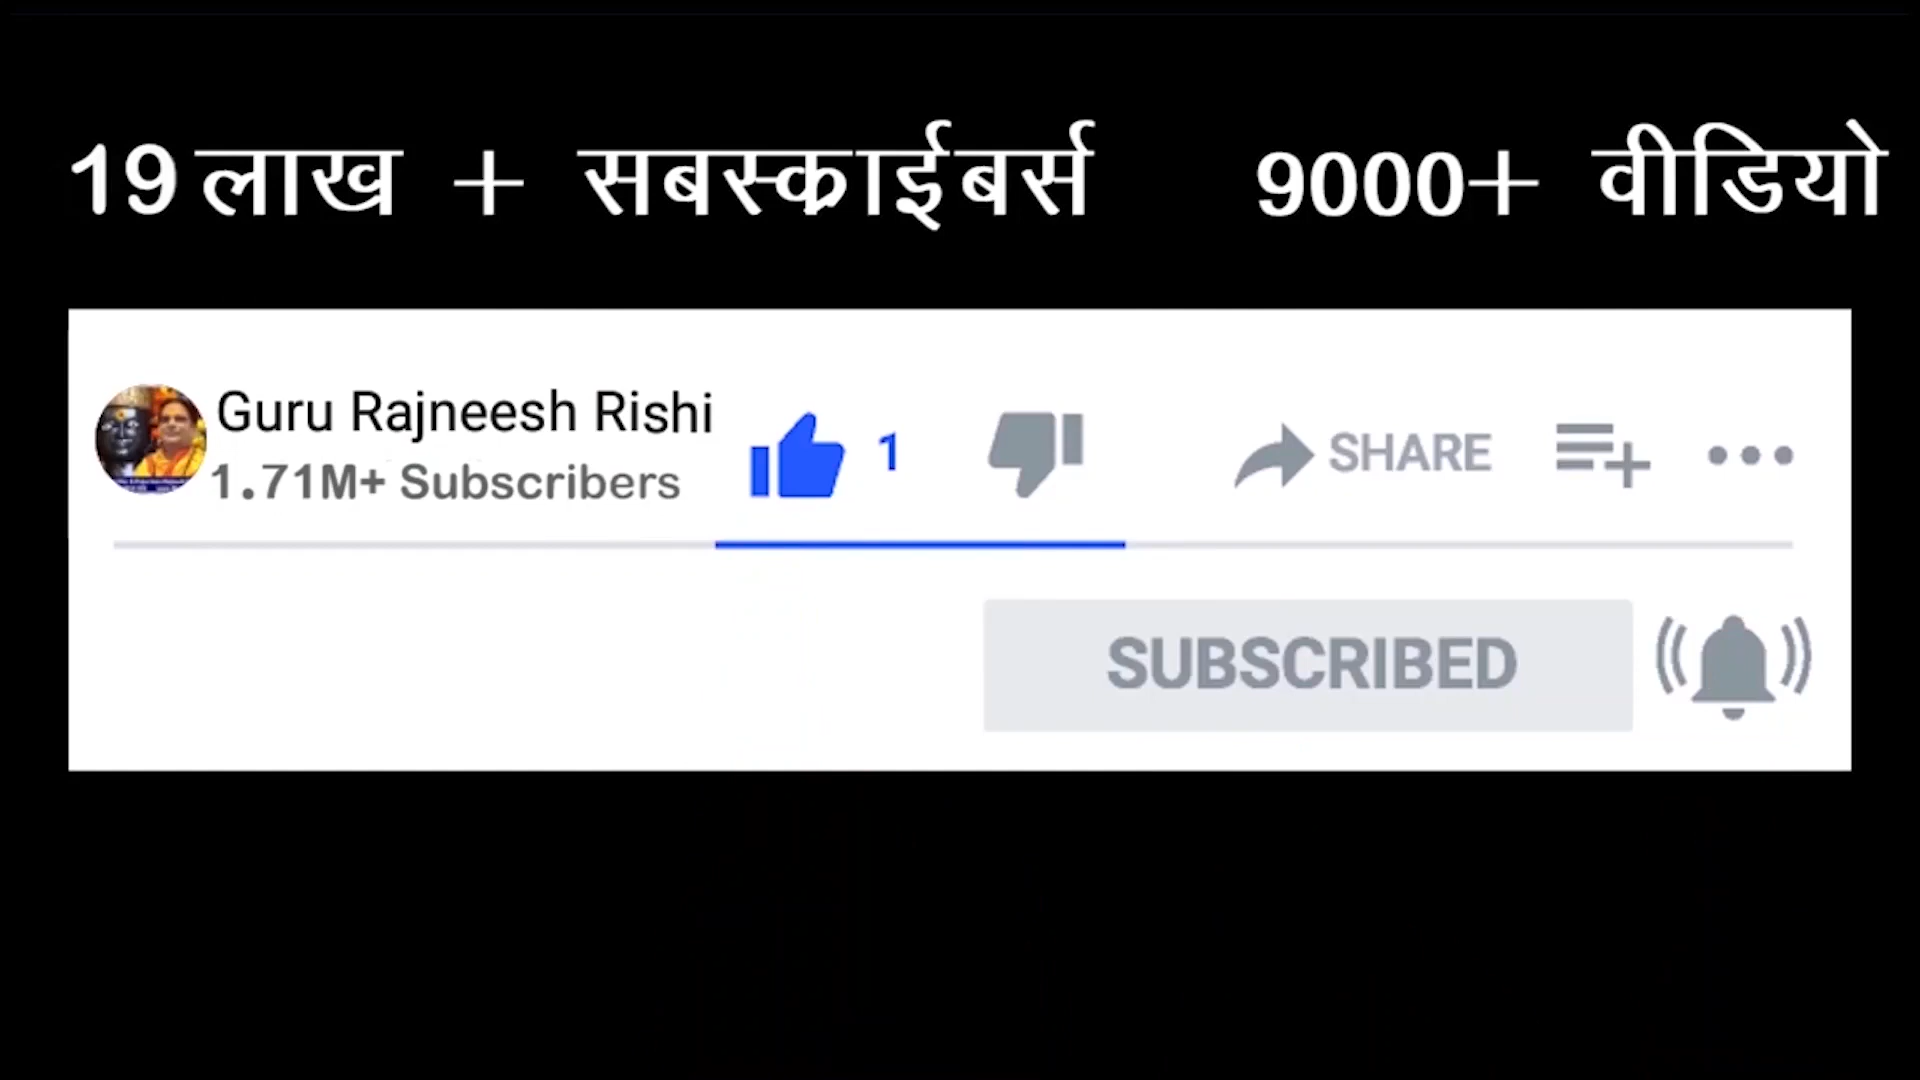 19 लाख + सबस्क्राईबर्स 9000+ वीडियो
Guru Rajneesh Rishi
1.71M+ Subscribers
1
SHARE
SUBSCRIBED